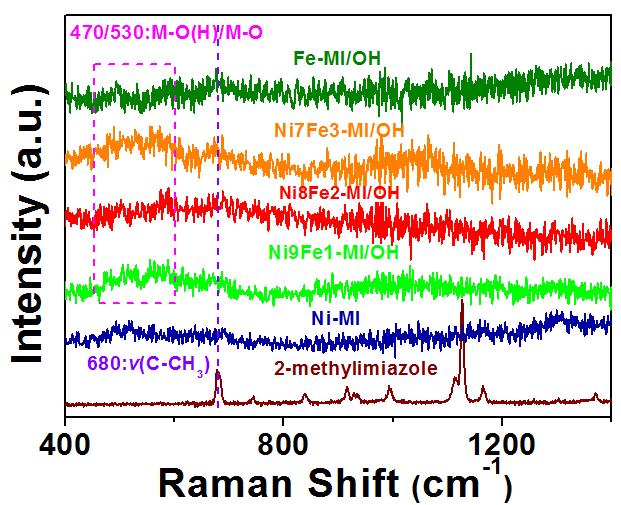 470/530:M-O(H)/M-O
Fe-MI/OH
Ni7Fe3-MI/OH
Ni8Fe2-MI/OH
Ni9Fe1-MI/OH
Ni-MI
680:v(C-CH3)
2-methylimiazole
Intensity (a.u.)
400
800
1200
Raman Shift (cm-1)